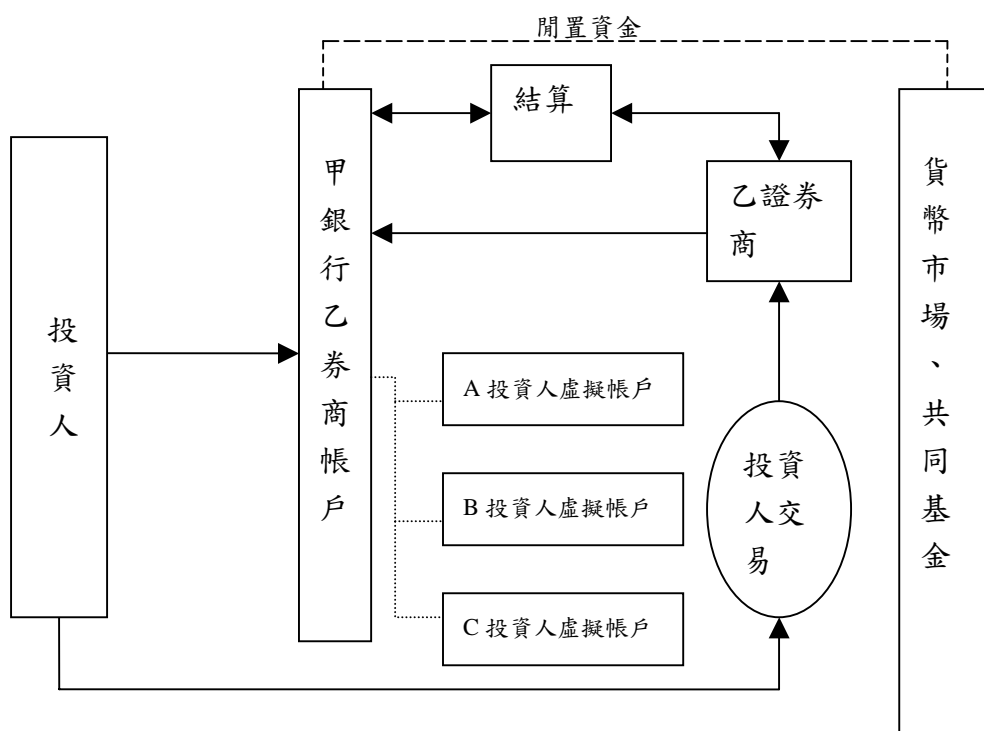 閒置資金
結算
投資人
甲銀行乙券商帳戶
乙證券
商
貨幣市場、共同基金
A 投資人虛擬帳戶
B 投資人虛擬帳戶
C 投資人虛擬帳戶
投資
人交
易